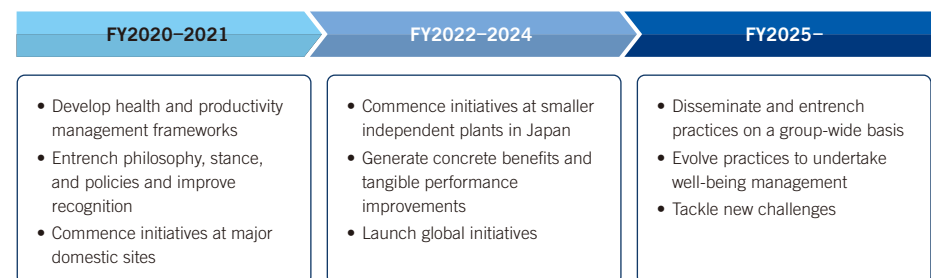 FY2020–2021
FY2022–2024
FY2025–
• Develop health and productivity
management frameworks
• Entrench philosophy, stance,
and policies and improve
recognition
• Commence initiatives at major
domestic sites
• Commence initiatives at smaller
independent plants in Japan
• Generate concrete benefits and
tangible performance
improvements
• Launch global initiatives
• Disseminate and entrench
practices on a group-wide basis
• Evolve practices to undertake
well-being management
• Tackle new challenges